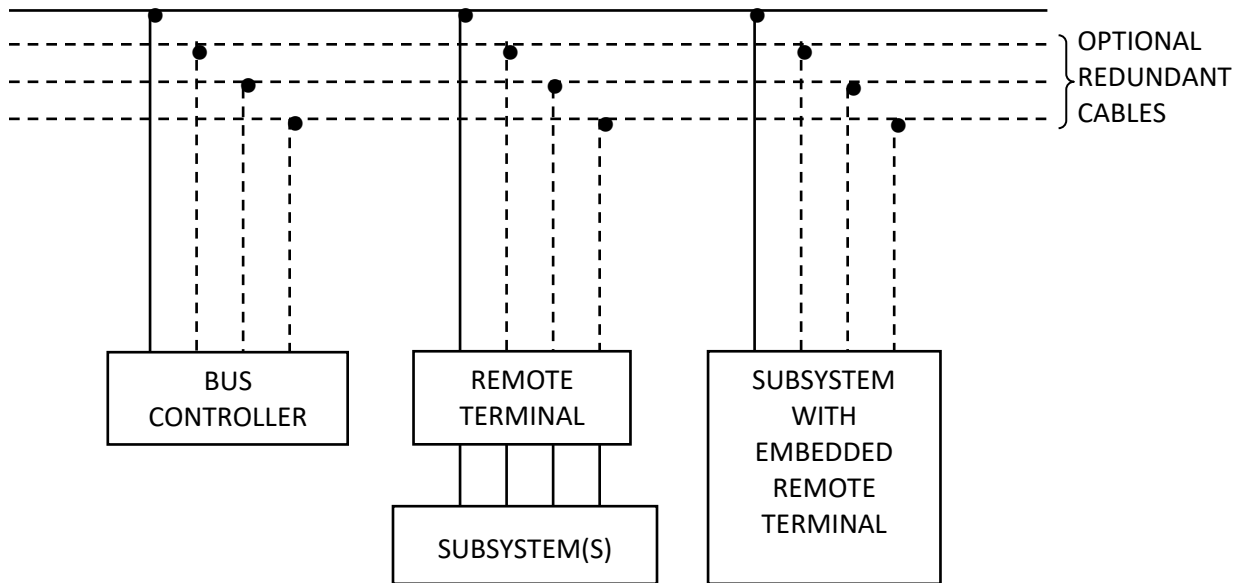 OPTIONAL
REDUNDANT
CABLES
BUS
CONTROLLER
REMOTE
TERMINAL
SUBSYSTEM(S)
SUBSYSTEM
WITH
EMBEDDED
REMOTE
TERMINAL